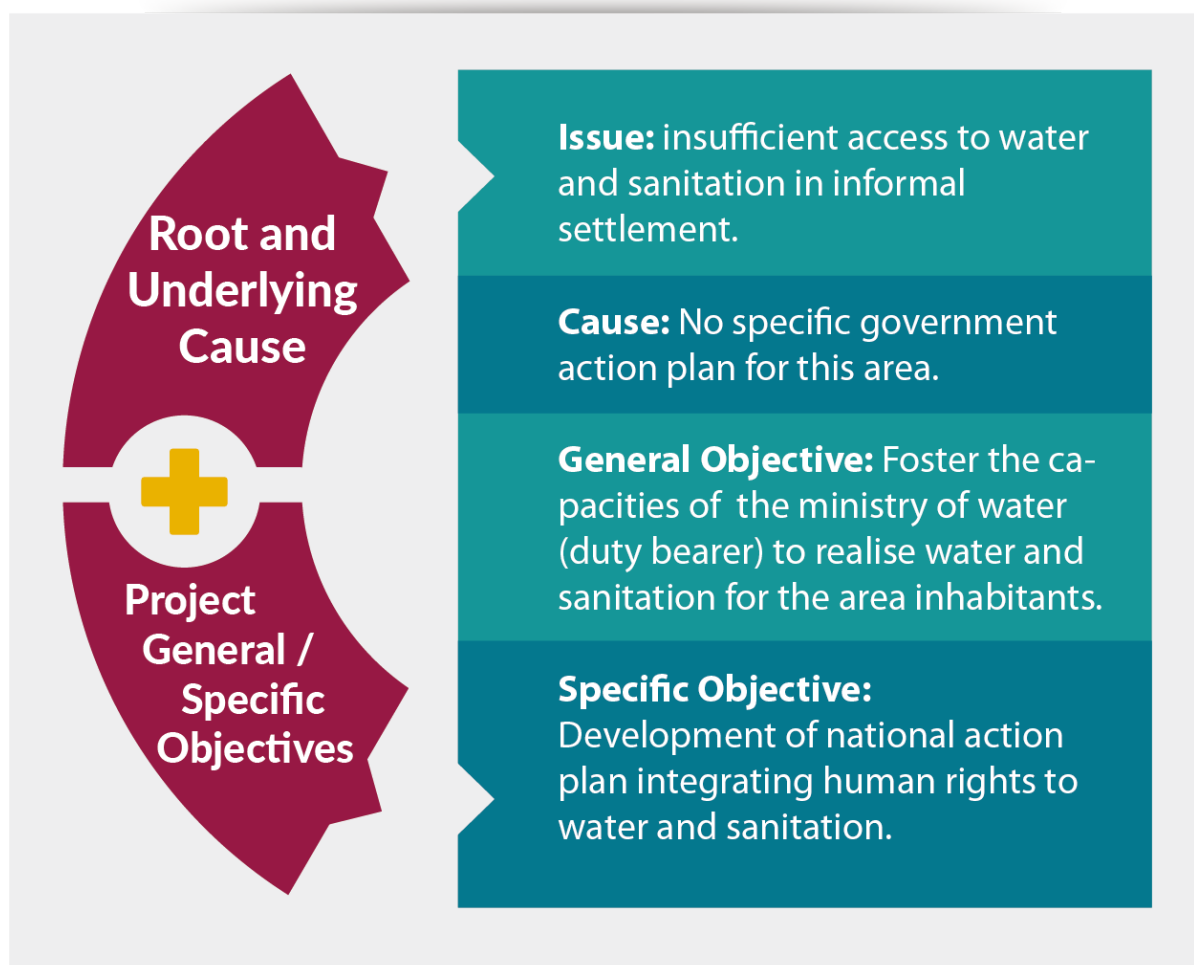 Root and
Underlying
Cause
Project
General /
Specific
Objectives
Issue: insufficient access to water
and sanitation in informal
settlement.
Cause: No specific government
action plan for this area.
General Objective: Foster the ca-
pacities of  the ministry of water
(duty bearer) to realise water and
sanitation for the area inhabitants.
Specific Objective:
Development of national action
plan integrating human rights to
water and sanitation.